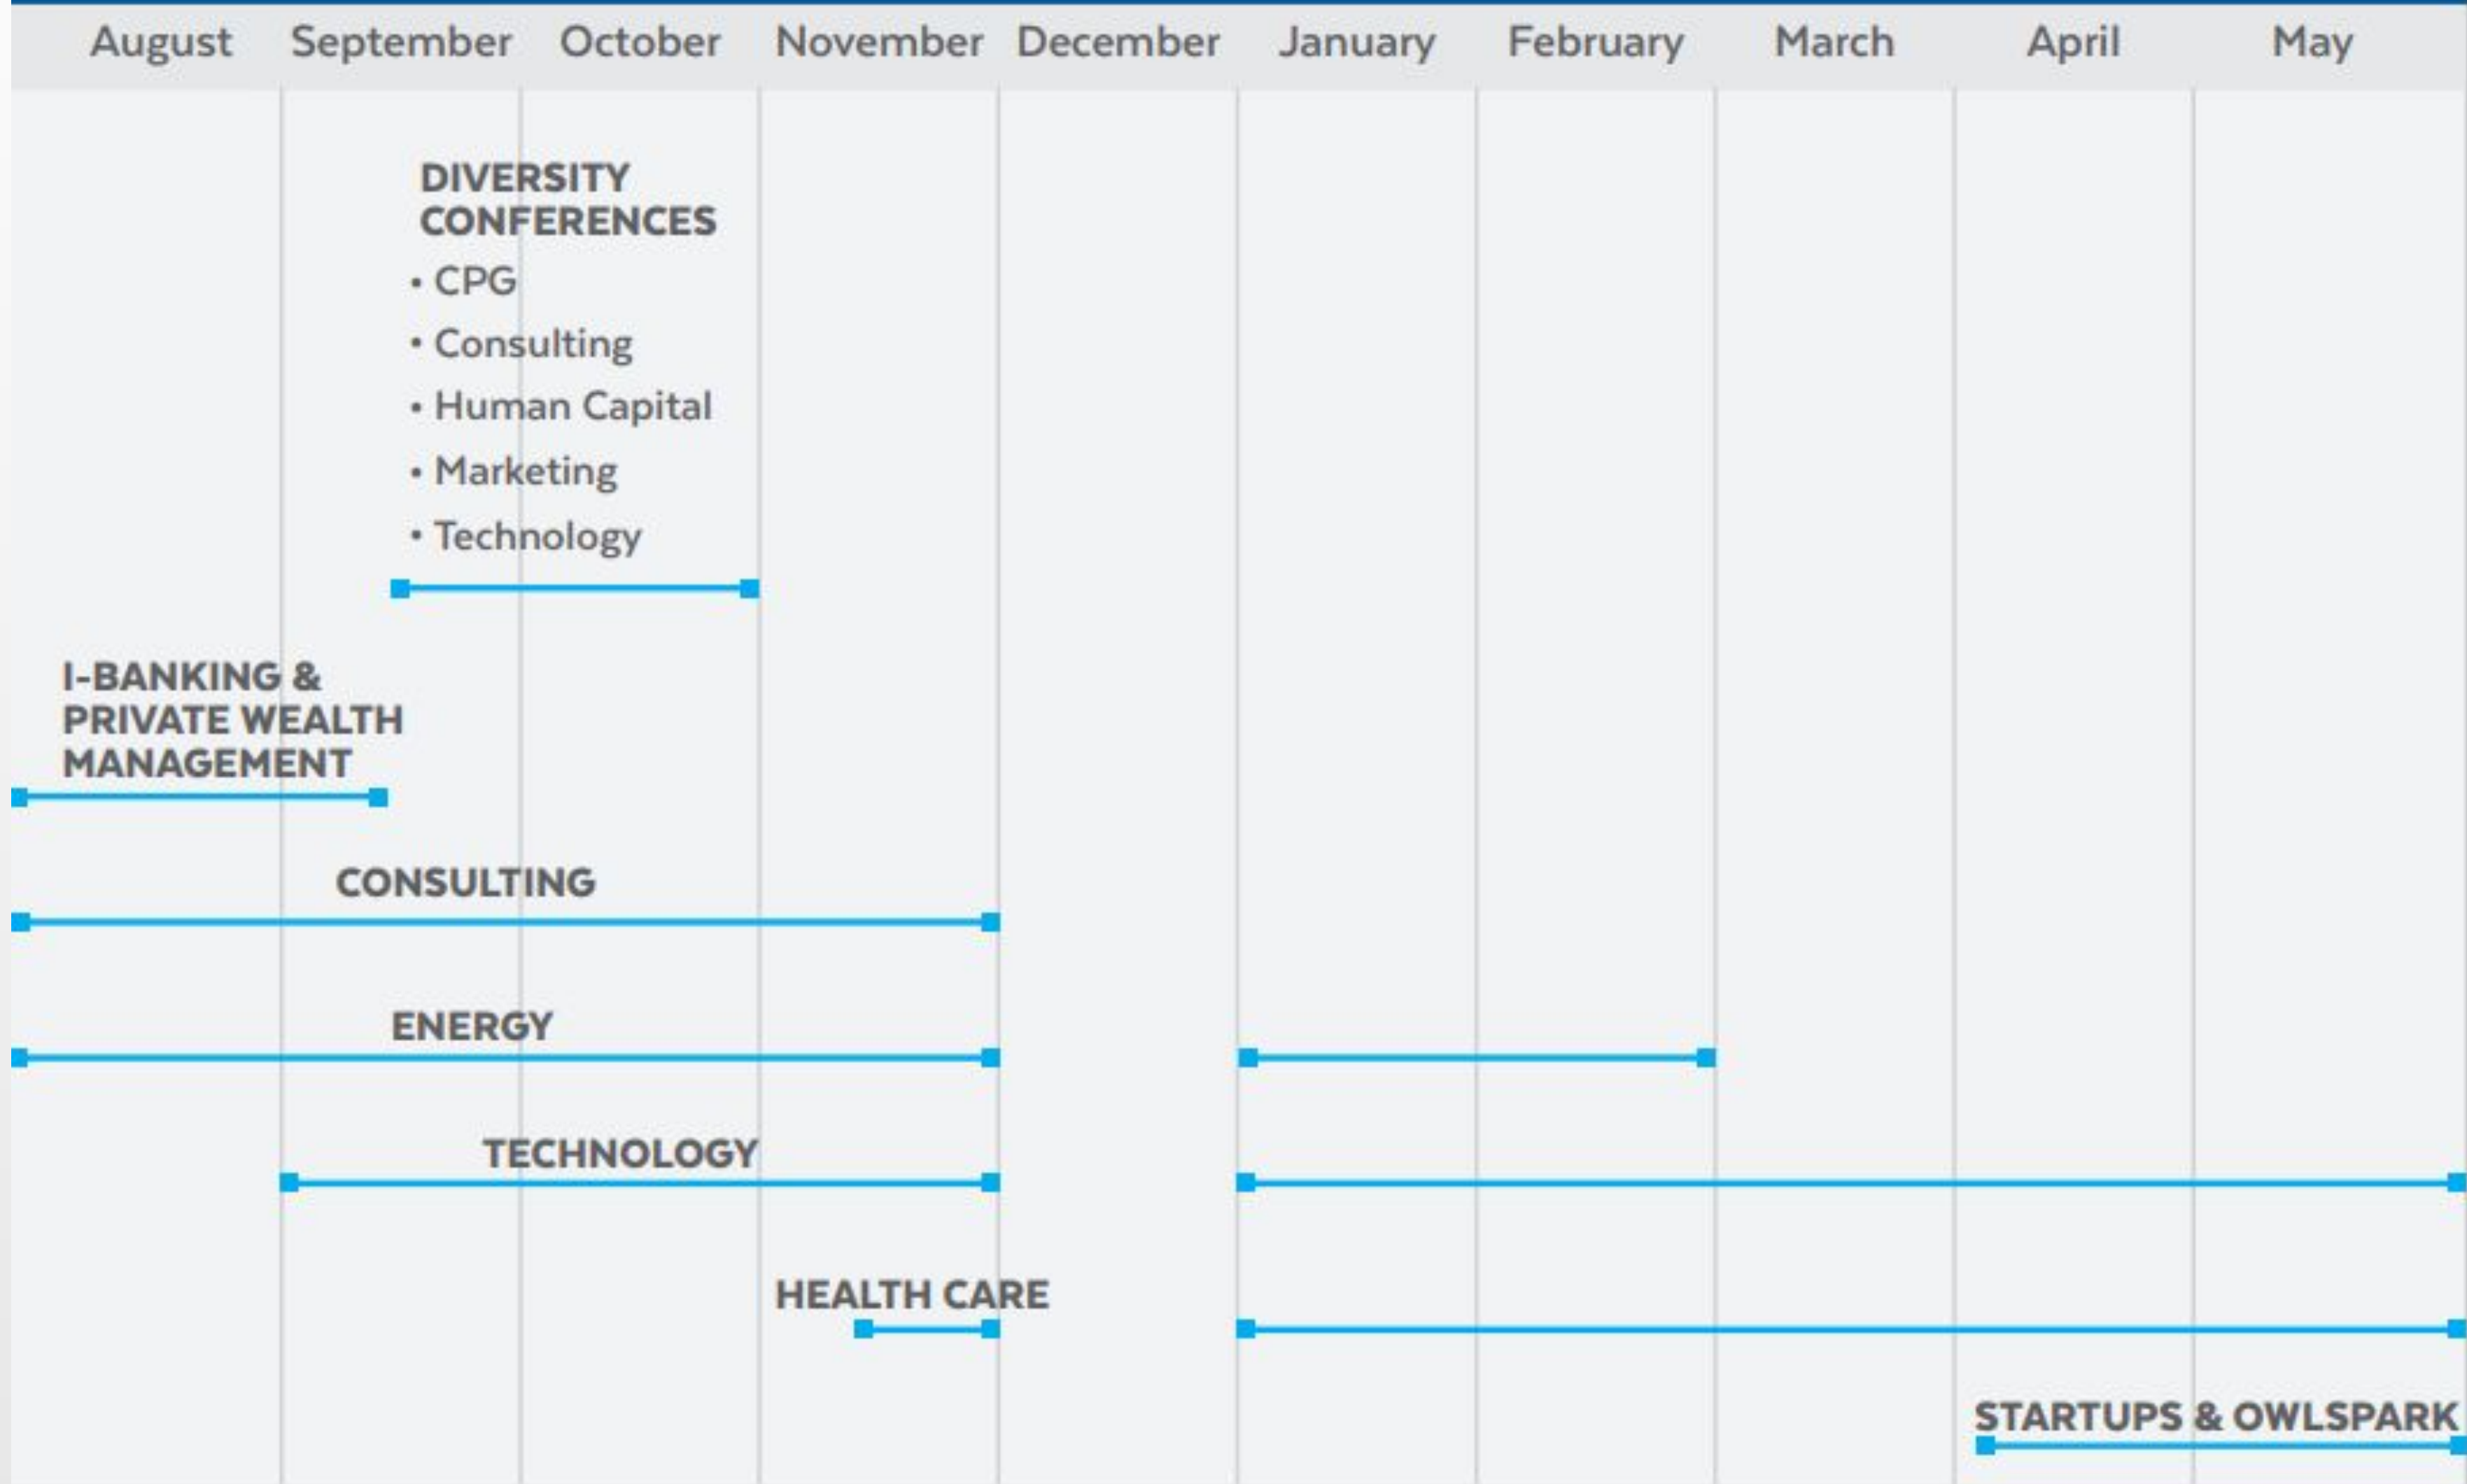 August September October November December January February March April May
DIVERSITY
CONFERENCES
• CPG
• Consulting
• Human Capital
• Marketing
• Technology
I-BANKING &
PRIVATE WEALTH
MANAGEMENT
CONSULTING
ENERGY
TECHNOLOGY
HEALTH CARE
STARTUPS & OWLSPARK